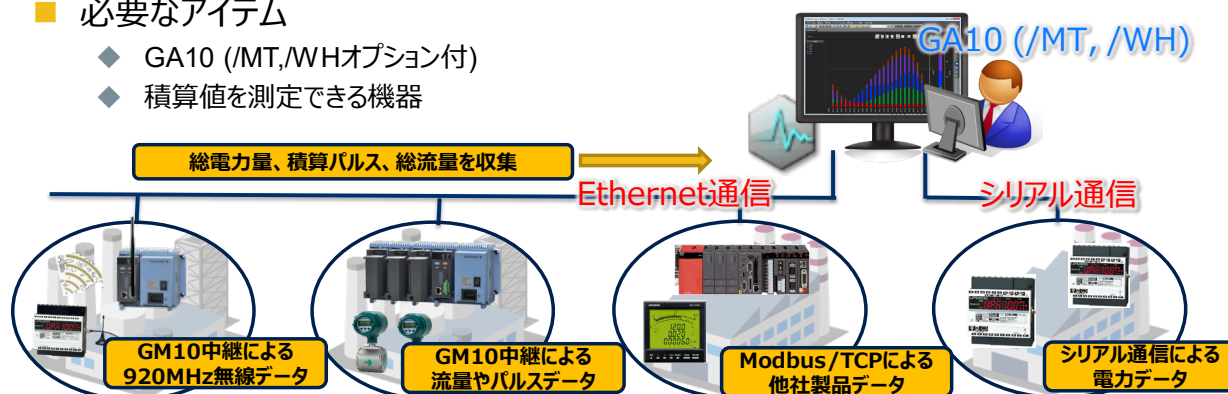 必要なアイテム
GA10 (/MT,/WHオプション付)
積算値を測定できる機器
GA10 (/MT, /WH)
総電力量、積算パルス、総流量を収集
Ethernet通信
シリアル通信
GM10中継による
920MHz無線データ
GM10中継による
流量やパルスデータ
Modbus/TCPによる
他社製品データ
シリアル通信による
電力データ